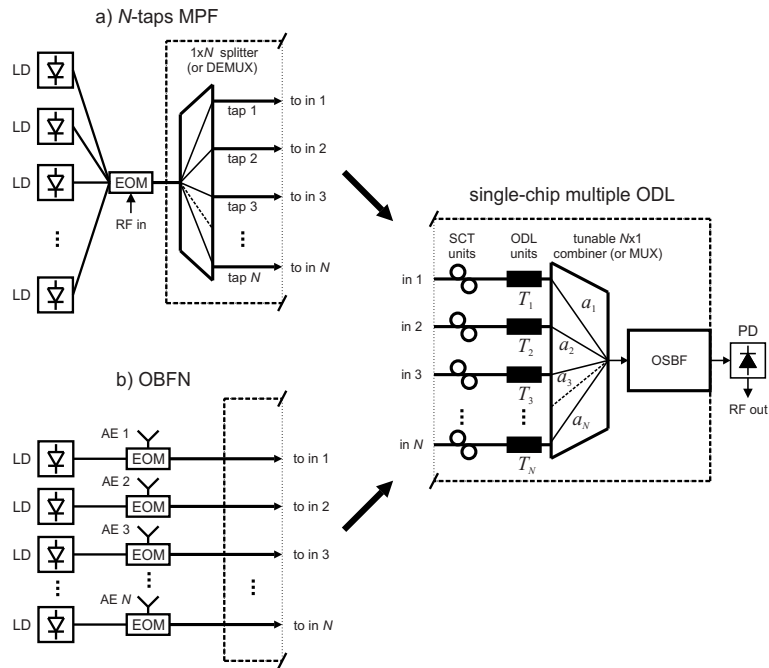 a) N-taps MPF
1xN splitter
(or DEMUX)
LD
LD
LD
LD
EOM
RF in
tap 1
tap 2
tap 3
tap N
to in 1
to in 2
to in 3
to in N
b) OBFN
AE 1
LD
EOM
to in 1
AE 2
LD
EOM
to in 2
AE 3
LD
EOM
to in 3
AE N
LD
EOM
to in N
single-chip multiple ODL
SCT
units
ODL
units
tunable Nx1
combiner (or MUX)
in 1
in 2
in 3
in N
T1
T2
T3
TN
a1
a2
a3
aN
OSBF
PD
RF out